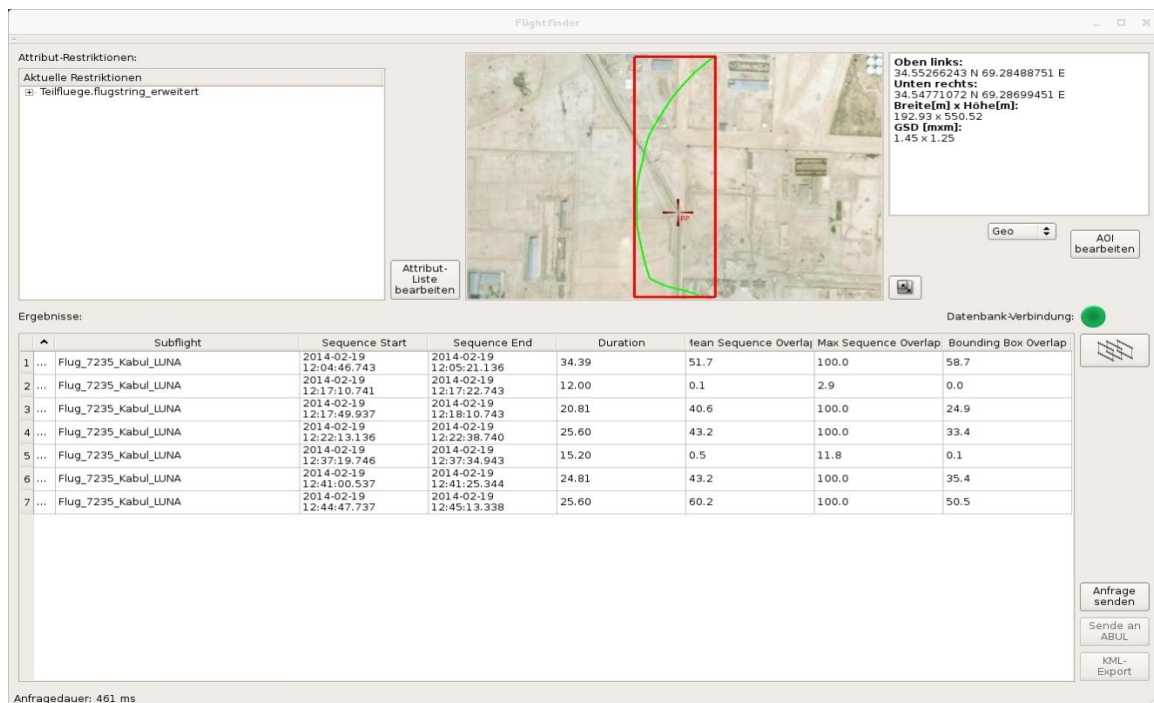 Flightfinder
Attribut-Restriktionen:
Aktuelle Restriktionen
Teilfluege.flugstring_erweitert
Attribut-
Liste
bearbeiten
RP
Oben links:
34.55266243 N 69.28488751 E
Unten rechts:
34.54771072 N 69.28699451 E
Breite[m] x Höhe[m]:
192.93 x 550.52
GSD [mxm]:
1.45 x 1.25
Geo
AOI
bearbeiten
Ergebnisse:
Datenbank-Verbindung:
Subflight Sequence Start Sequence End Duration Mean Sequence Overlap Max Sequence Overlap Bounding Box Overlap
1 ... Flug_7235_Kabul_LUNA 2014-02-19 12:04:46.743 2014-02-19 12:05:21.136 34.39 51.7 100.0 58.7
2 ... Flug_7235_Kabul_LUNA 2014-02-19 12:17:10.741 2014-02-19 12:17:22.743 12.00 0.1 2.9 0.0
3 ... Flug_7235_Kabul_LUNA 2014-02-19 12:17:49.937 2014-02-19 12:18:10.743 20.81 40.6 100.0 24.9
4 ... Flug_7235_Kabul_LUNA 2014-02-19 12:22:13.136 2014-02-19 12:22:38.740 25.60 43.2 100.0 33.4
5 ... Flug_7235_Kabul_LUNA 2014-02-19 12:37:19.746 2014-02-19 12:37:34.943 15.20 0.5 11.8 0.1
6 ... Flug_7235_Kabul_LUNA 2014-02-19 12:41:00.537 2014-02-19 12:41:25.344 24.81 43.2 100.0 35.4
7 ... Flug_7235_Kabul_LUNA 2014-02-19 12:44:47.737 2014-02-19 12:45:13.338 25.60 60.2 100.0 50.5
Anfrage
senden
Sende an
ABUL
KML-
Export
Anfragedauer: 461 ms